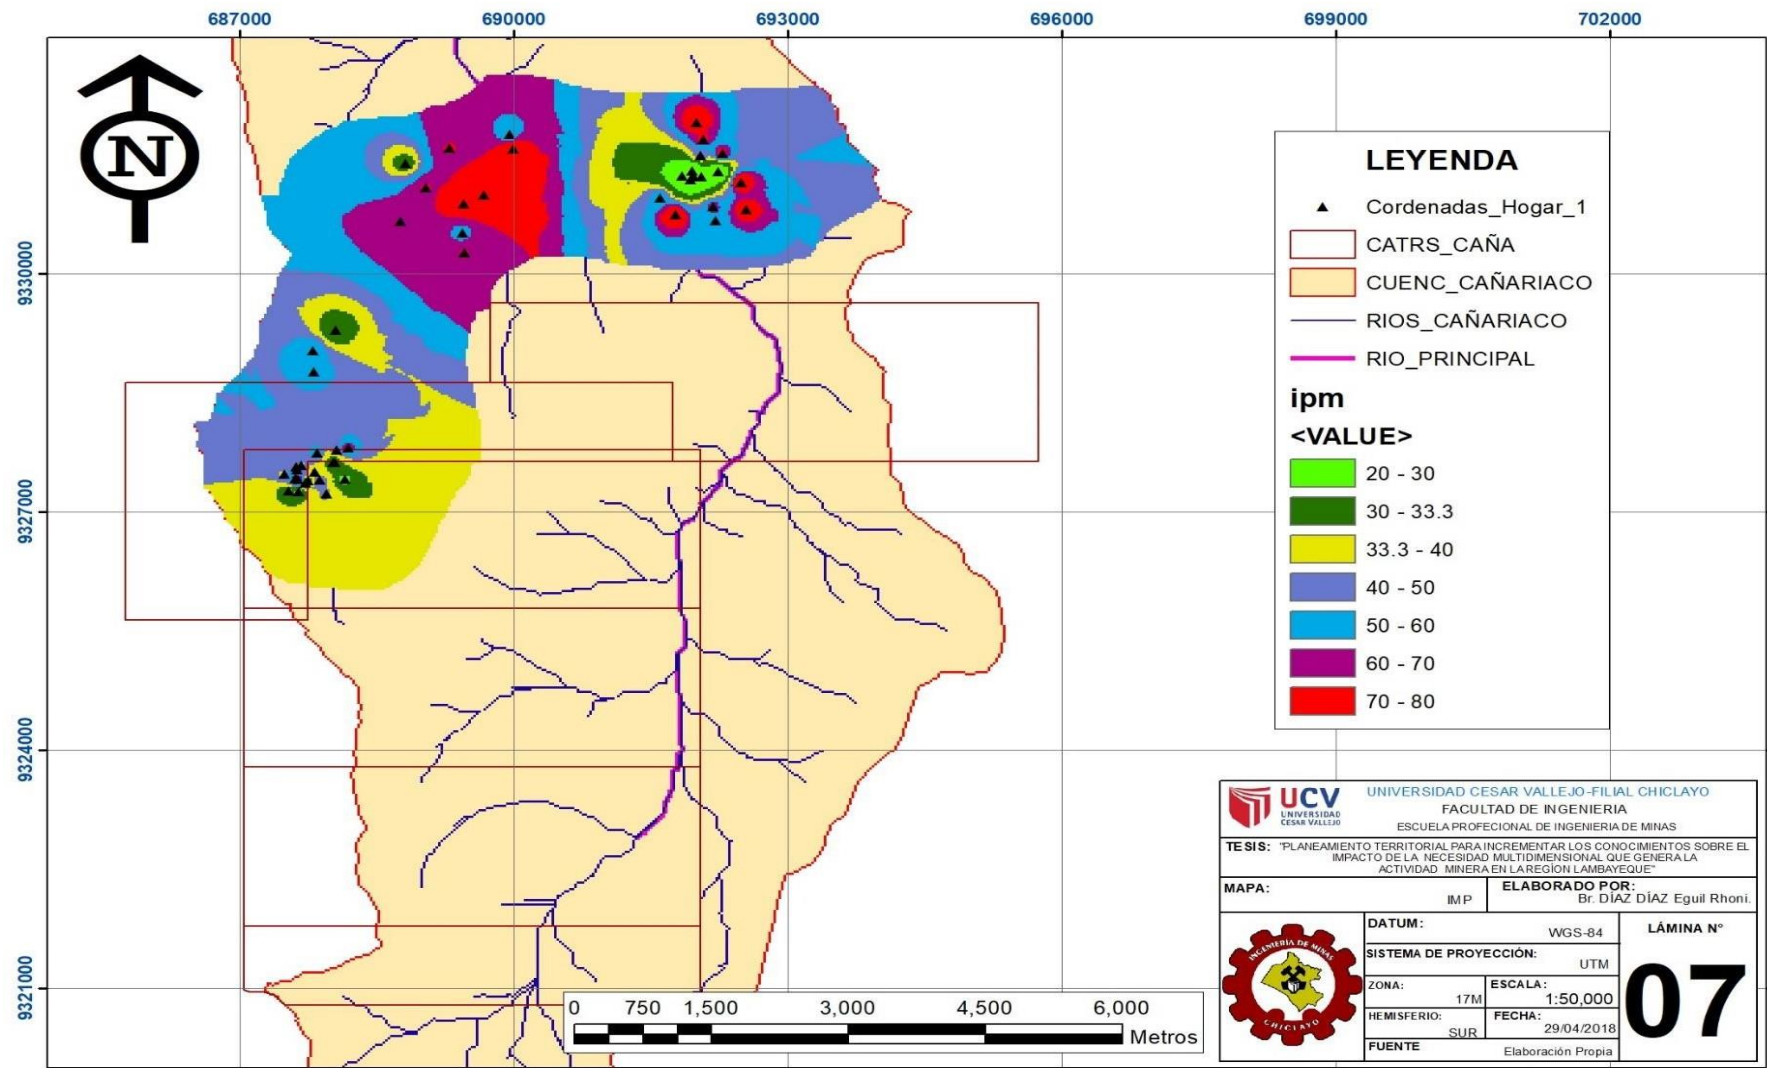 687000 690000 693000 696000 699000 702000
9330000
9327000
9324000
9321000
N
LEYENDA
Cordenadas_Hogar_1
CATRS_CAÑA
CUENC_CAÑARIACO
RIOS_CAÑARIACO
RIO_PRINCIPAL
ipm
<VALUE>
20 - 30
30 - 33.3
33.3 - 40
40 - 50
50 - 60
60 - 70
70 - 80
0 750 1,500 3,000 4,500 6,000
Metros
UCV
UNIVERSIDAD
CESAR VALLEJO
UNIVERSIDAD CESAR VALLEJO-FILIAL CHICLAYO
FACULTAD DE INGENIERIA
ESCUELA PROFECIONAL DE INGENIERIA DE MINAS
TESIS: "PLANEAMIENTO TERRITORIAL PARA INCREMENTAR LOS CONOCIMIENTOS SOBRE EL
IMPACTO DE LA NECESIDAD MULTIDIMENSIONAL QUE GENERA LA
ACTIVIDAD MINERA EN LA REGÍON LAMBAYEQUE"
MAPA: IMP
ELABORADO POR:
Br. DÍAZ DÍAZ Eguil Rhoni.
INGENIERÍA DE MINAS
CHICLAYO
DATUM: WGS-84
SISTEMA DE PROYECCIÓN: UTM
ZONA: 17M
ESCALA: 1:50,000
HEMISFERIO: SUR
FECHA: 29/04/2018
FUENTE Elaboración Propia
LÁMINA N°
07